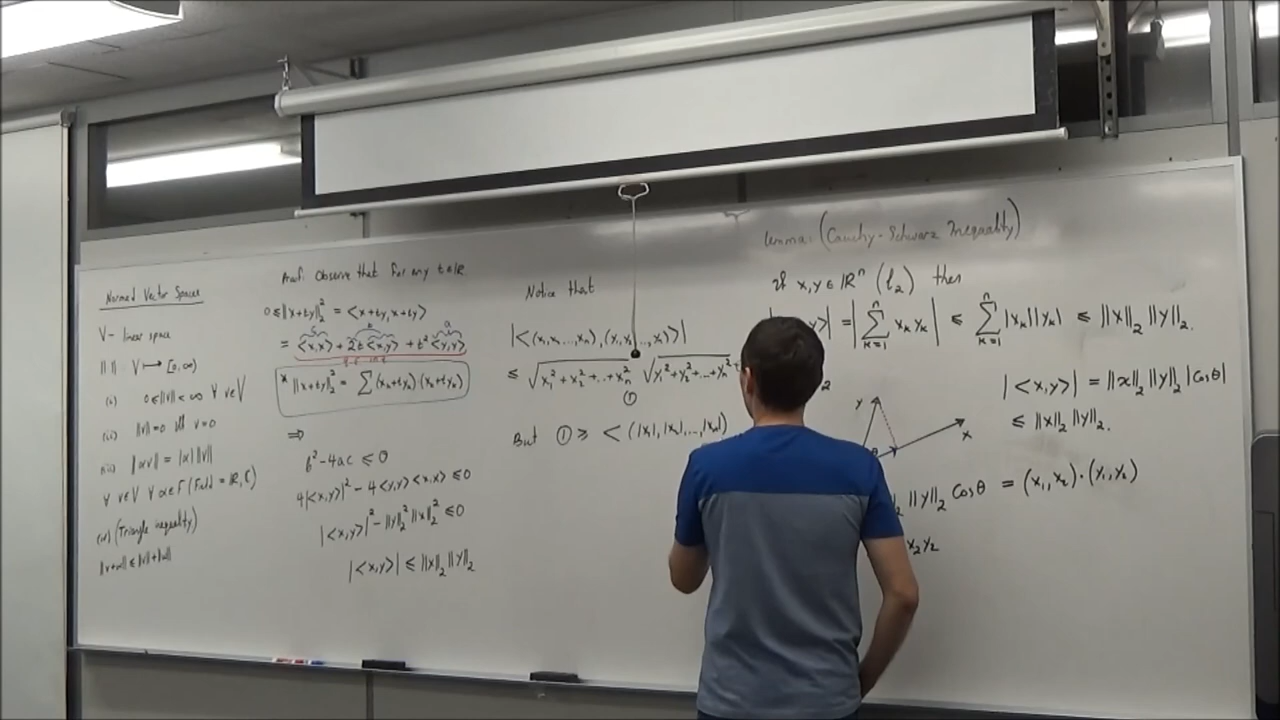 Normed Vector Spaces
V - linear space
‖ ‖ : V ⟼ [0,∞)
(i) 0 ≤ ‖v‖ < ∞ ∀ v∈V
(ii) ‖v‖ = 0 iff v=0
(iii) ‖αv‖ = |α| ‖v‖
∀ v∈V ∀ α∈F (Field = ℝ, ℂ)
(iv) (Triangle inequality)
‖v+u‖ ≤ ‖v‖+‖u‖
Proof: Observe that for any t∈ℝ
0 ≤ ‖x+ty‖₂² = <x+ty, x+ty>
c b a
= <x,x> + 2t<x,y> + t²<y,y>
* ‖x+ty‖₂² = ∑(xₖ+tyₖ)·(xₖ+tyₖ)
⇒
b²-4ac ≤ 0
4|<x,y>|² - 4<y,y><x,x> ≤ 0
|<x,y>|² - ‖y‖₂²‖x‖₂² ≤ 0
|<x,y>| ≤ ‖x‖₂‖y‖₂
Notice that
|<(x₁,x₂,...,xₙ),(y₁,y₂,...,yₙ)>|
≤ √x₁²+x₂²+...+xₙ² √y₁²+y₂²+...+yₙ²
①
But ① ≥ <(|x₁|,|x₂|,...,|xₙ|)
Lemma: (Cauchy-Schwarz Inequality)
If x,y ∈ ℝⁿ (l₂) then
y>| = |∑ₖ₌₁ⁿ xₖyₖ| ≤ ∑ₖ₌₁ⁿ |xₖ||yₖ| ≤ ‖x‖₂‖y‖₂.
|<x,y>| = ‖x‖₂‖y‖₂|Cosθ|
≤ ‖x‖₂‖y‖₂.
y
x
θ
₂‖y‖₂ Cosθ = (x₁,x₂)·(y₁,y₂)
x₂y₂